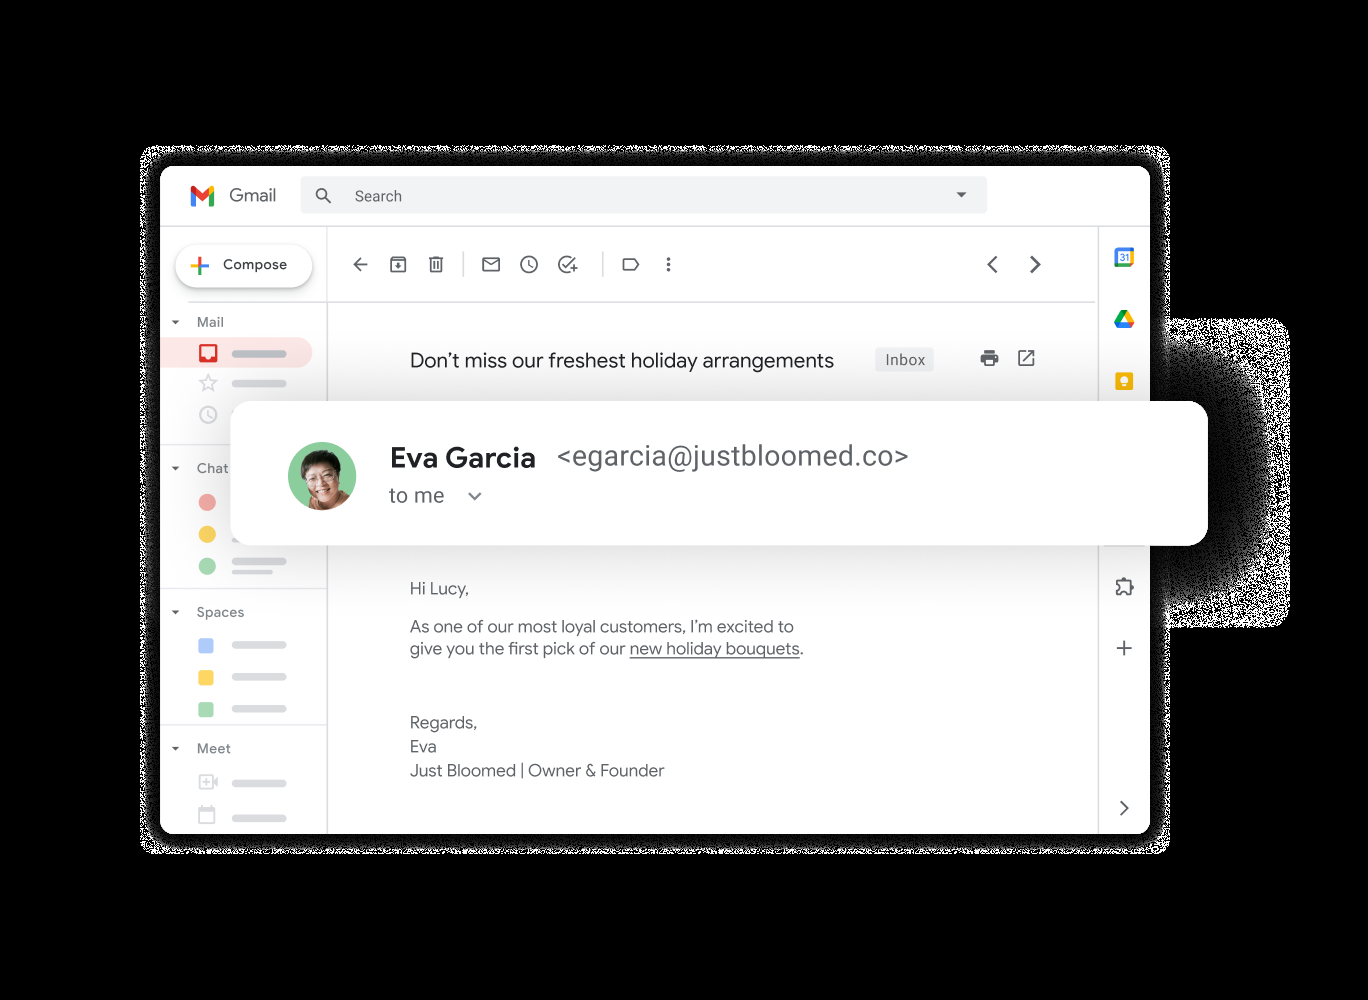 Gmail
Search
Compose
Mail
Don’t miss our freshest holiday arrangements
Inbox
31
Eva Garcia <egarcia@justbloomed.co>
to me
Chat
Hi Lucy,
As one of our most loyal customers, I’m excited to
give you the first pick of our new holiday bouquets.
Spaces
Regards,
Eva
Just Bloomed | Owner & Founder
Meet